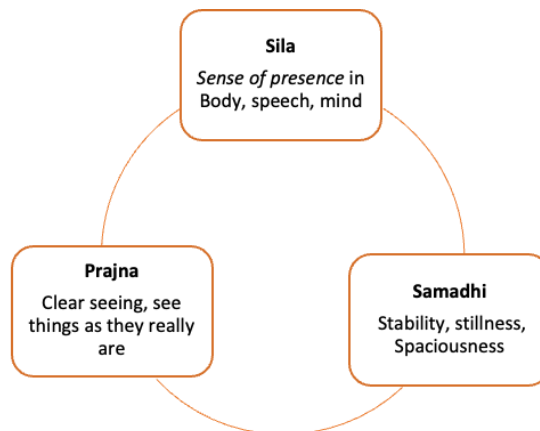 Sila
Sense of presence in
Body, speech, mind
Prajna
Clear seeing, see
things as they really
are
Samadhi
Stability, stillness,
Spaciousness